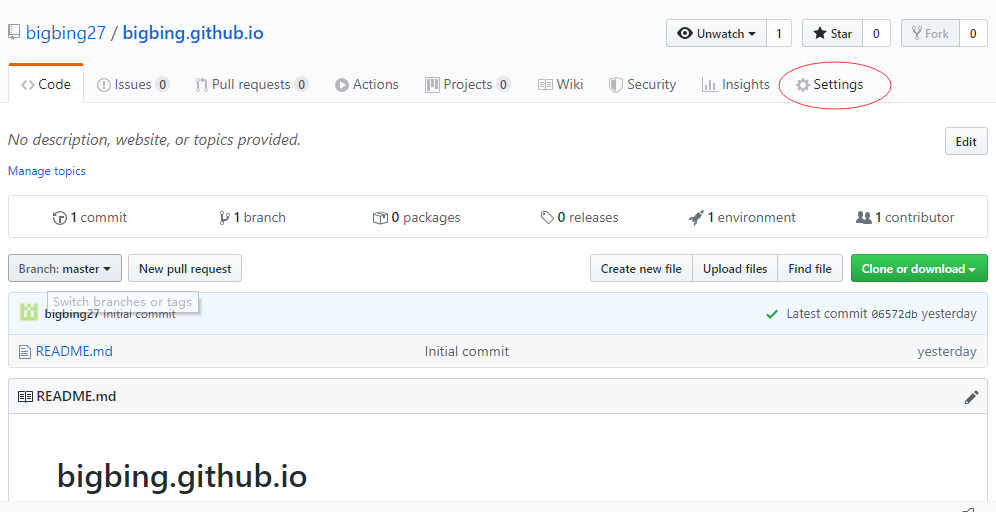 bigbing27 / bigbing.github.io Unwatch 1 Star 0 Fork 0
Code Issues 0 Pull requests 0 Actions Projects 0 Wiki Security Insights Settings
No description, website, or topics provided. Edit
Manage topics
1 commit 1 branch 0 packages 0 releases 1 environment 1 contributor
Branch: master New pull request Create new file Upload files Find file Clone or download
Switch branches or tags
bigbing27 Initial commit Latest commit 06572db yesterday
README.md Initial commit yesterday
README.md
bigbing.github.io